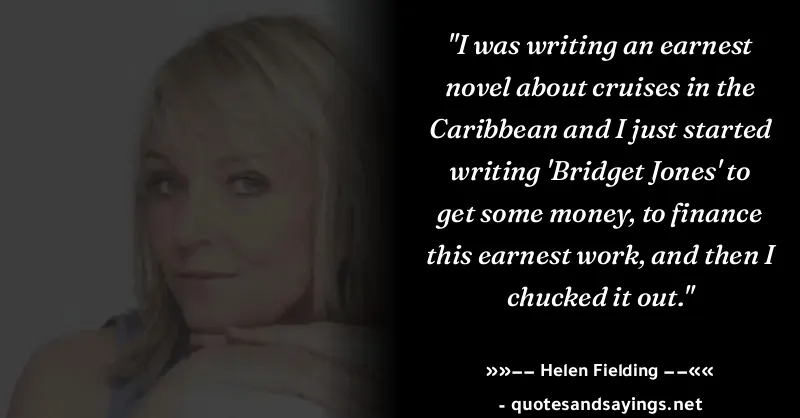 "I was writing an earnest
novel about cruises in the
Caribbean and I just started
writing 'Bridget Jones' to
get some money, to finance
this earnest work, and then I
chucked it out."
»»−− Helen Fielding −−««
- quotesandsayings.net